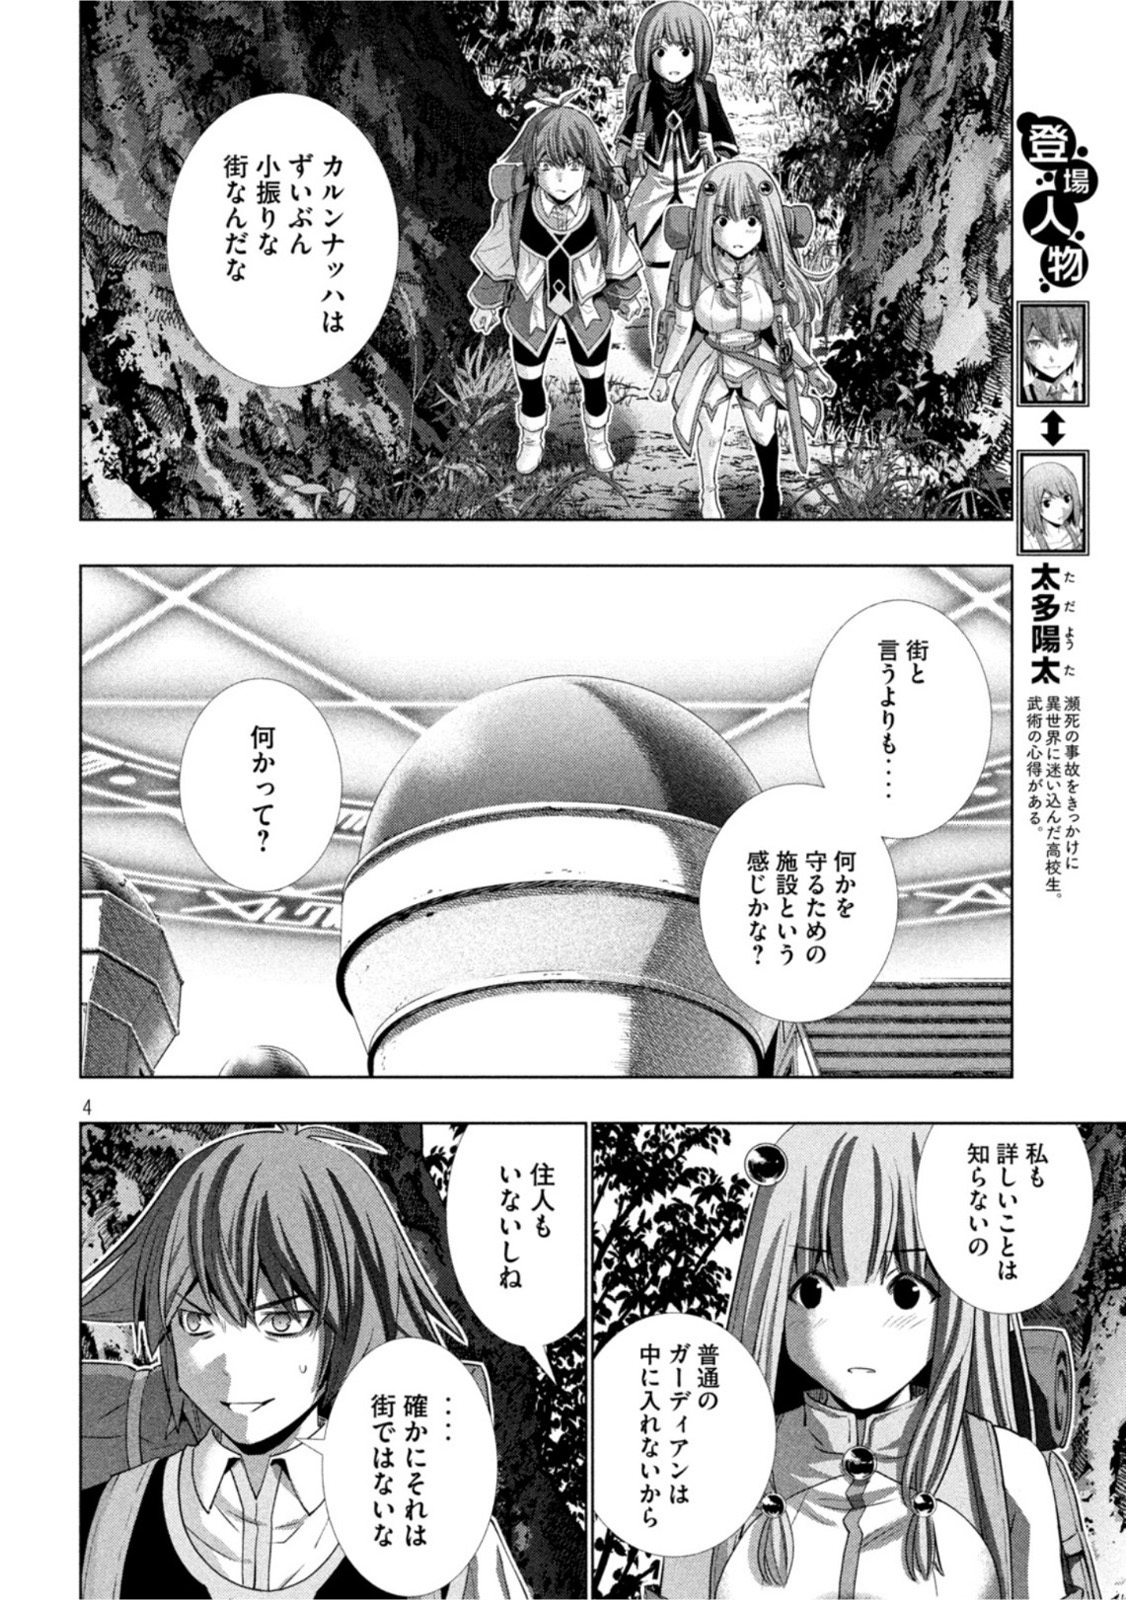 登場人物
太多陽太
ただようた
瀕死の事故をきっかけに
異世界に迷い込んだ高校生。
武術の心得がある。
カルンナッハは
ずいぶん
小振りな
街なんだな
街と
言うよりも‥‥
何かを
守るための
施設という
感じかな？
何かって？
私も
詳しいことは
知らないの
普通の
ガーディアンは
中に入れないから
住人も
いないしね
‥‥
確かにそれは
街ではないな
4